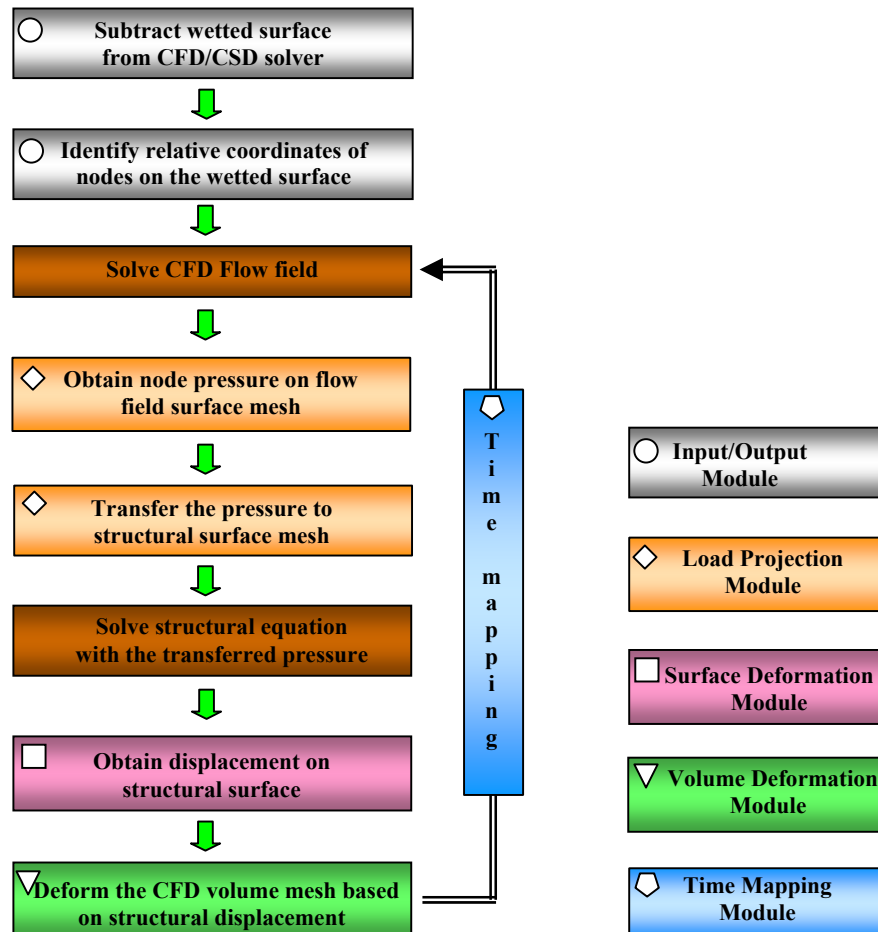 Subtract wetted surface
from CFD/CSD solver
Identify relative coordinates of
nodes on the wetted surface
Solve CFD Flow field
Obtain node pressure on flow
field surface mesh
Transfer the pressure to
structural surface mesh
Solve structural equation
with the transferred pressure
Obtain displacement on
structural surface
Deform the CFD volume mesh based
on structural displacement
Time mapping
Input/Output
Module
Load Projection
Module
Surface Deformation
Module
Volume Deformation
Module
Time Mapping
Module